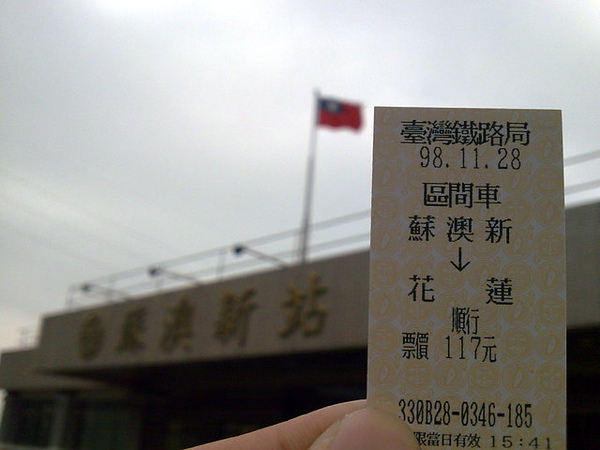 蘇澳新站
臺灣鐵路局
98.11.28
區間車
蘇澳新
↓
花蓮
順行
票價 117元
330B28-0346-185
限當日有效 15:41